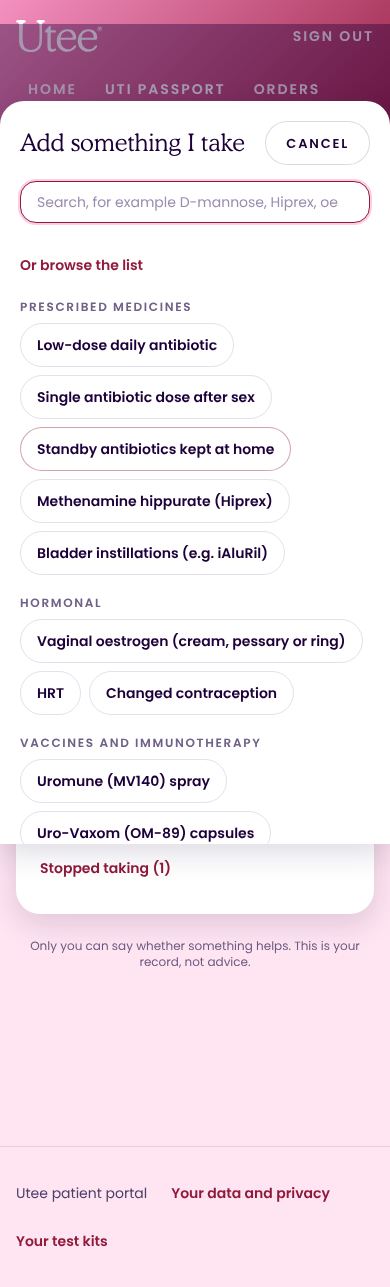 Utee®
SIGN OUT
HOME UTI PASSPORT ORDERS
Add something I take
CANCEL
Search, for example D-mannose, Hiprex, oe
Or browse the list
PRESCRIBED MEDICINES
Low-dose daily antibiotic
Single antibiotic dose after sex
Standby antibiotics kept at home
Methenamine hippurate (Hiprex)
Bladder instillations (e.g. iAluRil)
HORMONAL
Vaginal oestrogen (cream, pessary or ring)
HRT Changed contraception
VACCINES AND IMMUNOTHERAPY
Uromune (MV140) spray
Uro-Vaxom (OM-89) capsules
Stopped taking (1)
Only you can say whether something helps. This is your
record, not advice.
Utee patient portal Your data and privacy
Your test kits